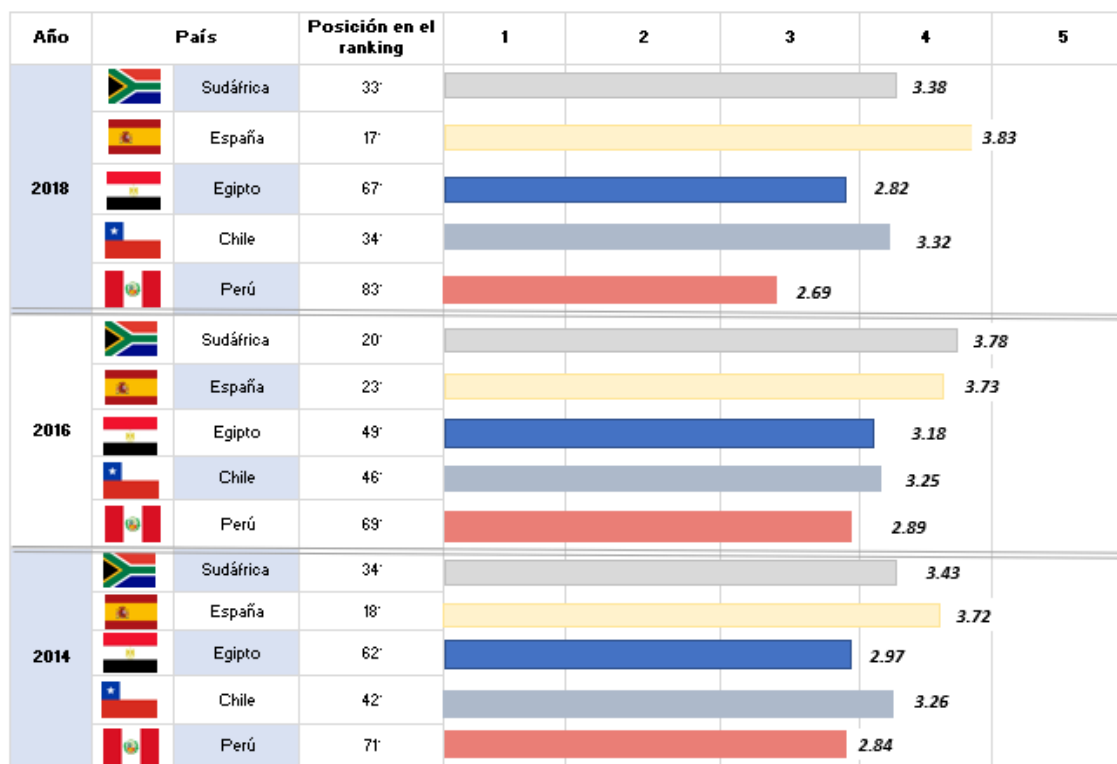 Año País Posición en el ranking 1 2 3 4 5
2018
Sudáfrica 33° 3.38
España 17° 3.83
Egipto 67° 2.82
Chile 34° 3.32
Perú 83° 2.69
2016
Sudáfrica 20° 3.78
España 23° 3.73
Egipto 49° 3.18
Chile 46° 3.25
Perú 69° 2.89
2014
Sudáfrica 34° 3.43
España 18° 3.72
Egipto 62° 2.97
Chile 42° 3.26
Perú 71° 2.84